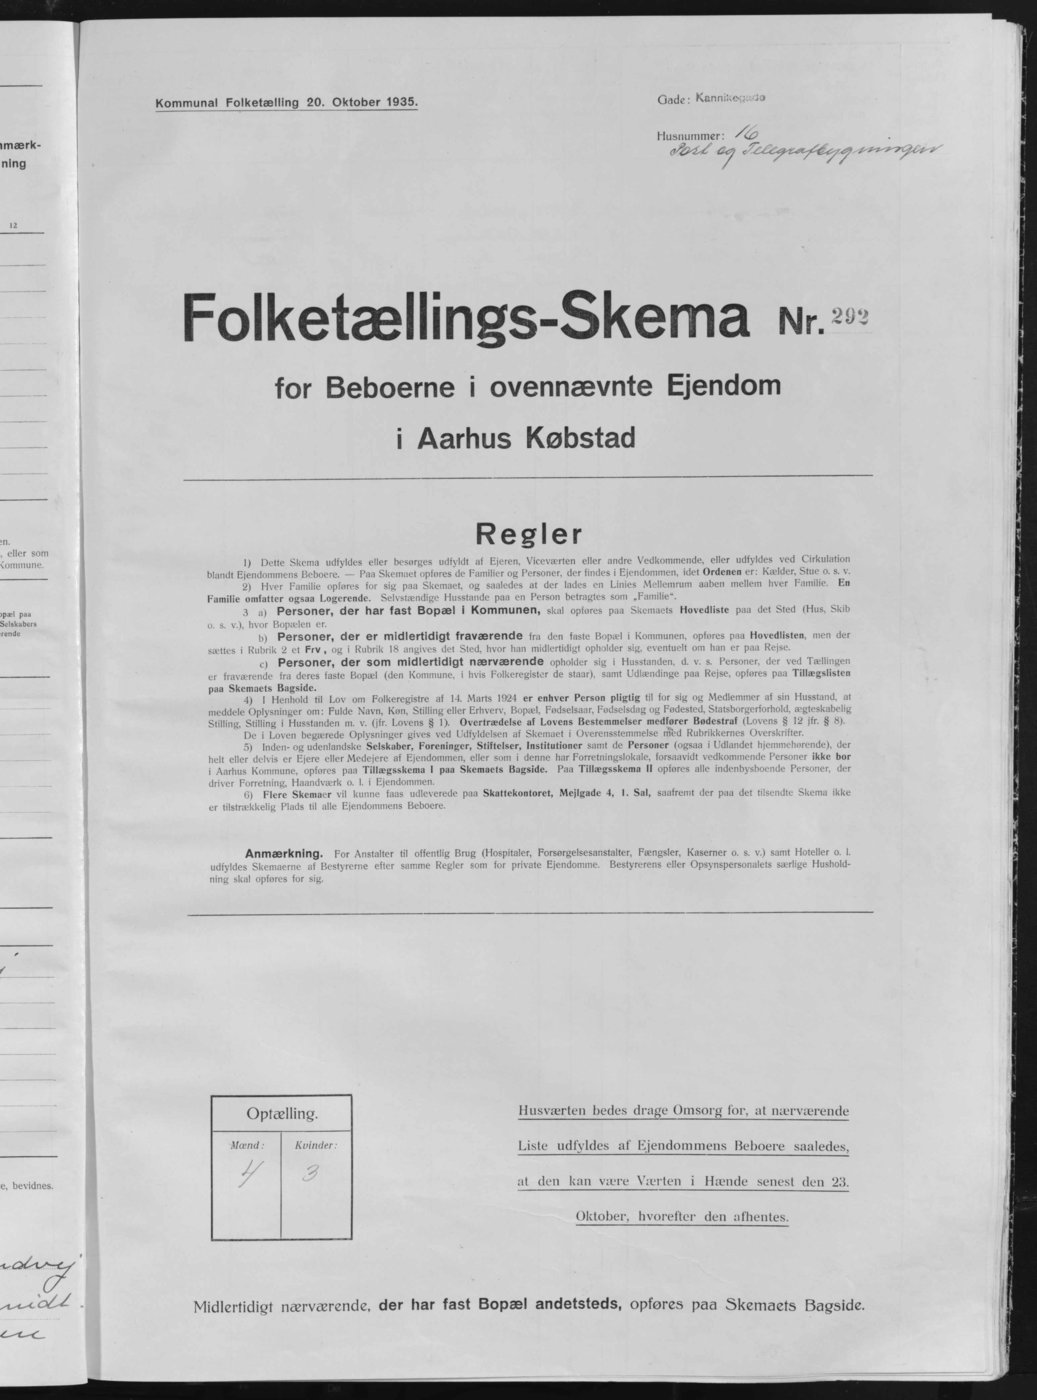 Kommunal Folketælling 20. Oktober 1935.
Gade: Kannikegade
Husnummer: 16
Post og Telegrafbygningen
Folketællings-Skema Nr. 292
for Beboerne i ovennævnte Ejendom
i Aarhus Købstad
Regler
1) Dette Skema udfyldes eller besørges udfyldt af Ejeren, Viceværten eller andre Vedkommende, eller udfyldes ved Cirkulation
blandt Ejendommens Beboere. — Paa Skemaet opføres de Familier og Personer, der findes i Ejendommen, idet Ordenen er: Kælder, Stue o. s. v.
2) Hver Familie opføres for sig paa Skemaet, og saaledes at der lades en Linies Mellemrum aaben mellem hver Familie. En
Familie omfatter ogsaa Logerende. Selvstændige Husstande paa en Person betragtes som „Familie“.
3 a) Personer, der har fast Bopæl i Kommunen, skal opføres paa Skemaets Hovedliste paa det Sted (Hus, Skib
o. s. v.), hvor Bopælen er.
b) Personer, der er midlertidigt fraværende fra den faste Bopæl i Kommunen, opføres paa Hovedlisten, men der
sættes i Rubrik 2 et Frv , og i Rubrik 18 angives det Sted, hvor han midlertidigt opholder sig, eventuelt om han er paa Rejse.
c) Personer, der som midlertidigt nærværende opholder sig i Husstanden, d. v. s. Personer, der ved Tællingen
er fraværende fra deres faste Bopæl (den Kommune, i hvis Folkeregister de staar), samt Udlændinge paa Rejse, opføres paa Tillægslisten
paa Skemaets Bagside.
4) I Henhold til Lov om Folkeregistre af 14. Marts 1924 er enhver Person pligtig til for sig og Medlemmer af sin Husstand, at
meddele Oplysninger om: Fulde Navn, Køn, Stilling eller Erhverv, Bopæl, Fødselsaar, Fødselsdag og Fødested, Statsborgerforhold, ægteskabelig
Stilling, Stilling i Husstanden m. v. (jfr. Lovens § 1). Overtrædelse af Lovens Bestemmelser medfører Bødestraf (Lovens § 12 jfr. § 8).
De i Loven begærede Oplysninger gives ved Udfyldelsen af Skemaet i Overensstemmelse med Rubrikkernes Overskrifter.
5) Inden- og udenlandske Selskaber, Foreninger, Stiftelser, Institutioner samt de Personer (ogsaa i Udlandet hjemmehørende), der
helt eller delvis er Ejere eller Medejere af Ejendommen, eller som i denne har Forretningslokale, forsaavidt vedkommende Personer ikke bor
i Aarhus Kommune, opføres paa Tillægsskema I paa Skemaets Bagside. Paa Tillægsskema II opføres alle indenbysboende Personer, der
driver Forretning, Haandværk o. l. i Ejendommen.
6) Flere Skemaer vil kunne faas udleverede paa Skattekontoret, Mejlgade 4, 1. Sal, saafremt der paa det tilsendte Skema ikke
er tilstrækkelig Plads til alle Ejendommens Beboere.
Anmærkning. For Anstalter til offentlig Brug (Hospitaler, Forsørgelsesanstalter, Fængsler, Kaserner o. s. v.) samt Hoteller o. l.
udfyldes Skemaerne af Bestyrerne efter samme Regler som for private Ejendomme. Bestyrerens eller Opsynspersonalets særlige Hushold-
ning skal opføres for sig.
Optælling.
Mænd: Kvinder:
4 3
Husværten bedes drage Omsorg for, at nærværende
Liste udfyldes af Ejendommens Beboere saaledes,
at den kan være Værten i Hænde senest den 23.
Oktober, hvorefter den afhentes.
Midlertidigt nærværende, der har fast Bopæl andetsteds, opføres paa Skemaets Bagside.